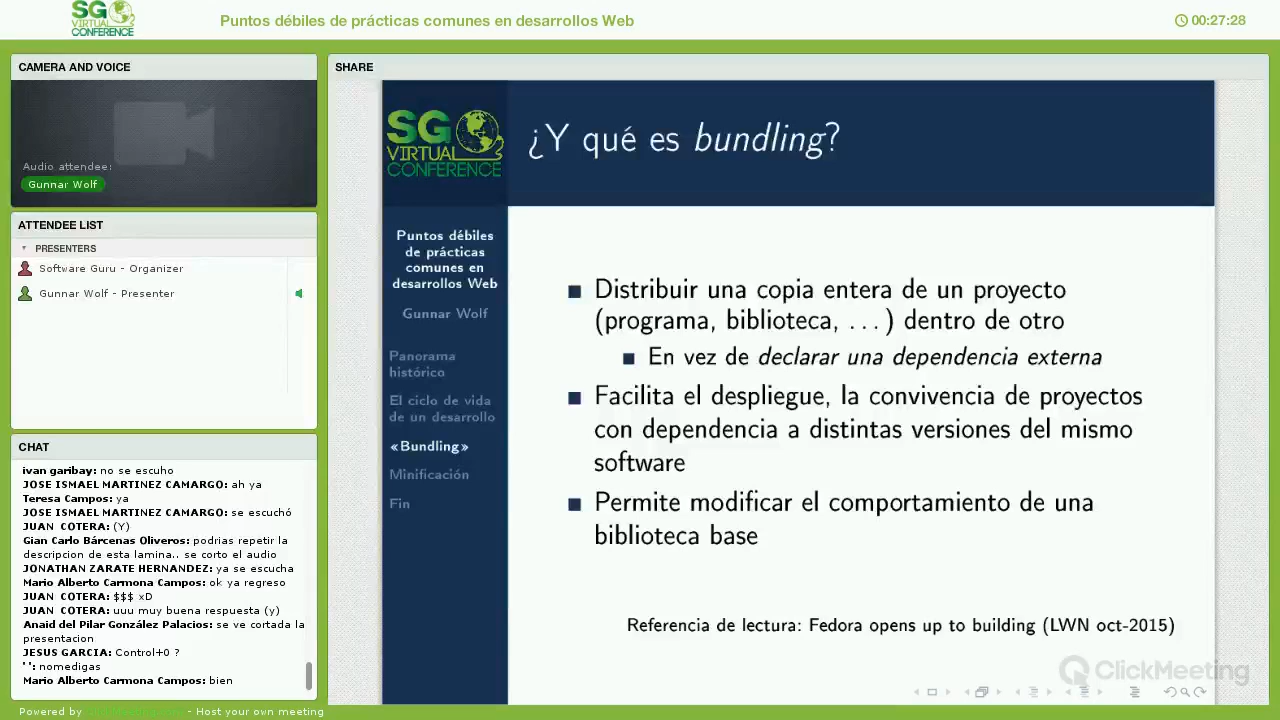 SG
VIRTUAL
CONFERENCE
Puntos débiles de prácticas comunes en desarrollos Web
00:27:28
CAMERA AND VOICE
Audio attendee:
Gunnar Wolf
ATTENDEE LIST
PRESENTERS
Software Guru - Organizer
Gunnar Wolf - Presenter
CHAT
ivan garibay: no se escuho
JOSE ISMAEL MARTINEZ CAMARGO: ah ya
Teresa Campos: ya
JOSE ISMAEL MARTINEZ CAMARGO: se escuchó
JUAN COTERA: (Y)
Gian Carlo Bárcenas Oliveros: podrias repetir la
descripcion de esta lamina.. se corto el audio
JONATHAN ZARATE HERNANDEZ: ya se escucha
Mario Alberto Carmona Campos: ok ya regreso
JUAN COTERA: $$$ xD
JUAN COTERA: uuu muy buena respuesta (y)
Anaid del Pilar González Palacios: se ve cortada la
presentacion
JESUS GARCIA: Control+0 ?
' ': nomedigas
Mario Alberto Carmona Campos: bien
Powered by - Host your own meeting
SHARE
SG
VIRTUAL
CONFERENCE
¿Y qué es bundling?
Puntos débiles
de prácticas
comunes en
desarrollos Web
Gunnar Wolf
Panorama
histórico
El ciclo de vida
de un desarrollo
«Bundling»
Minificación
Fin
■ Distribuir una copia entera de un proyecto
(programa, biblioteca, ...) dentro de otro
■ En vez de declarar una dependencia externa
■ Facilita el despliegue, la convivencia de proyectos
con dependencia a distintas versiones del mismo
software
■ Permite modificar el comportamiento de una
biblioteca base
Referencia de lectura: Fedora opens up to building (LWN oct-2015)
ClickMeeting